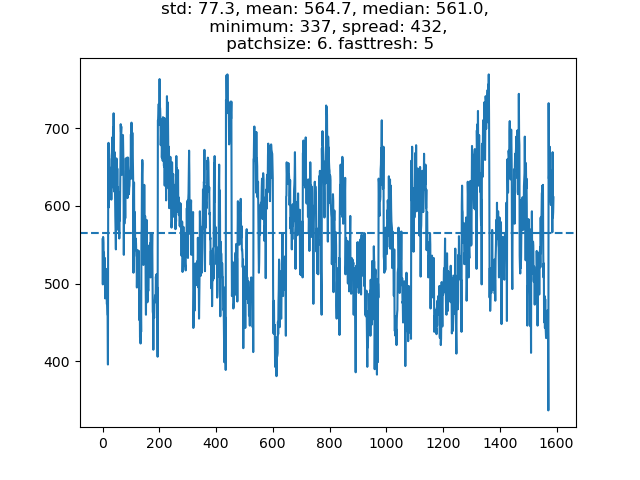 std: 77.3, mean: 564.7, median: 561.0,
minimum: 337, spread: 432,
patchsize: 6. fasttresh: 5
700
600
500
400
0 200 400 600 800 1000 1200 1400 1600